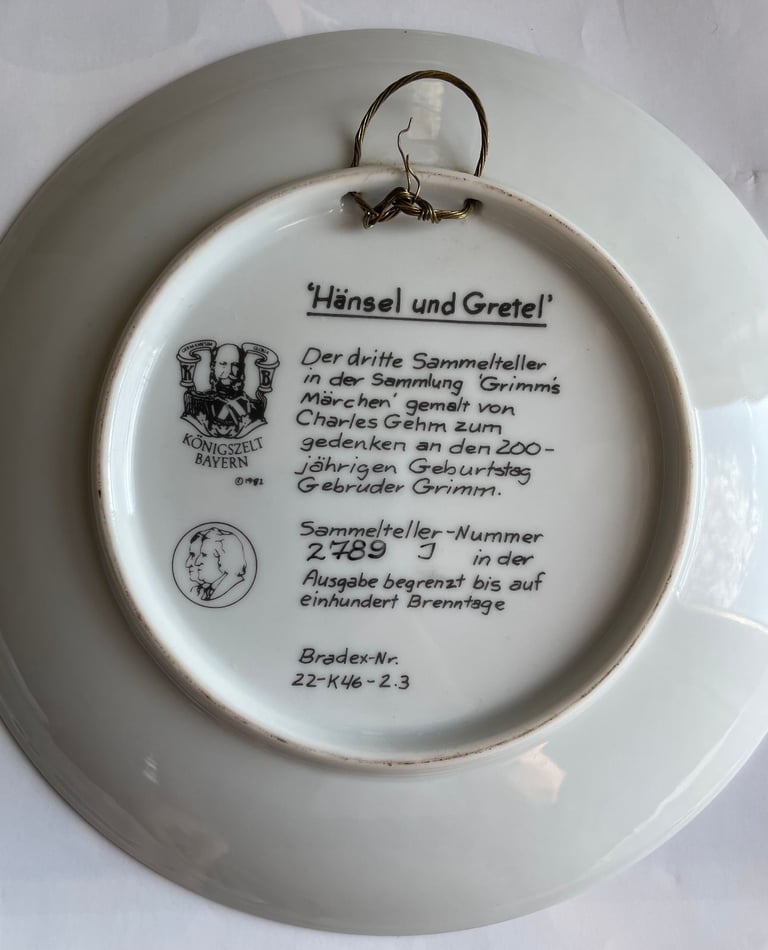 'Hänsel und Gretel'
Der dritte Sammelteller
in der Sammlung 'Grimm's
Märchen' gemalt von
Charles Gehm zum
gedenken an den 200-
jährigen Geburtstag
Gebruder Grimm.
K B
KÖNIGSZELT
BAYERN
©1982
Sammelteller-Nummer
2789 J in der
Ausgabe begrenzt bis auf
einhundert Brenntage
Bradex-Nr.
22-K46-2.3